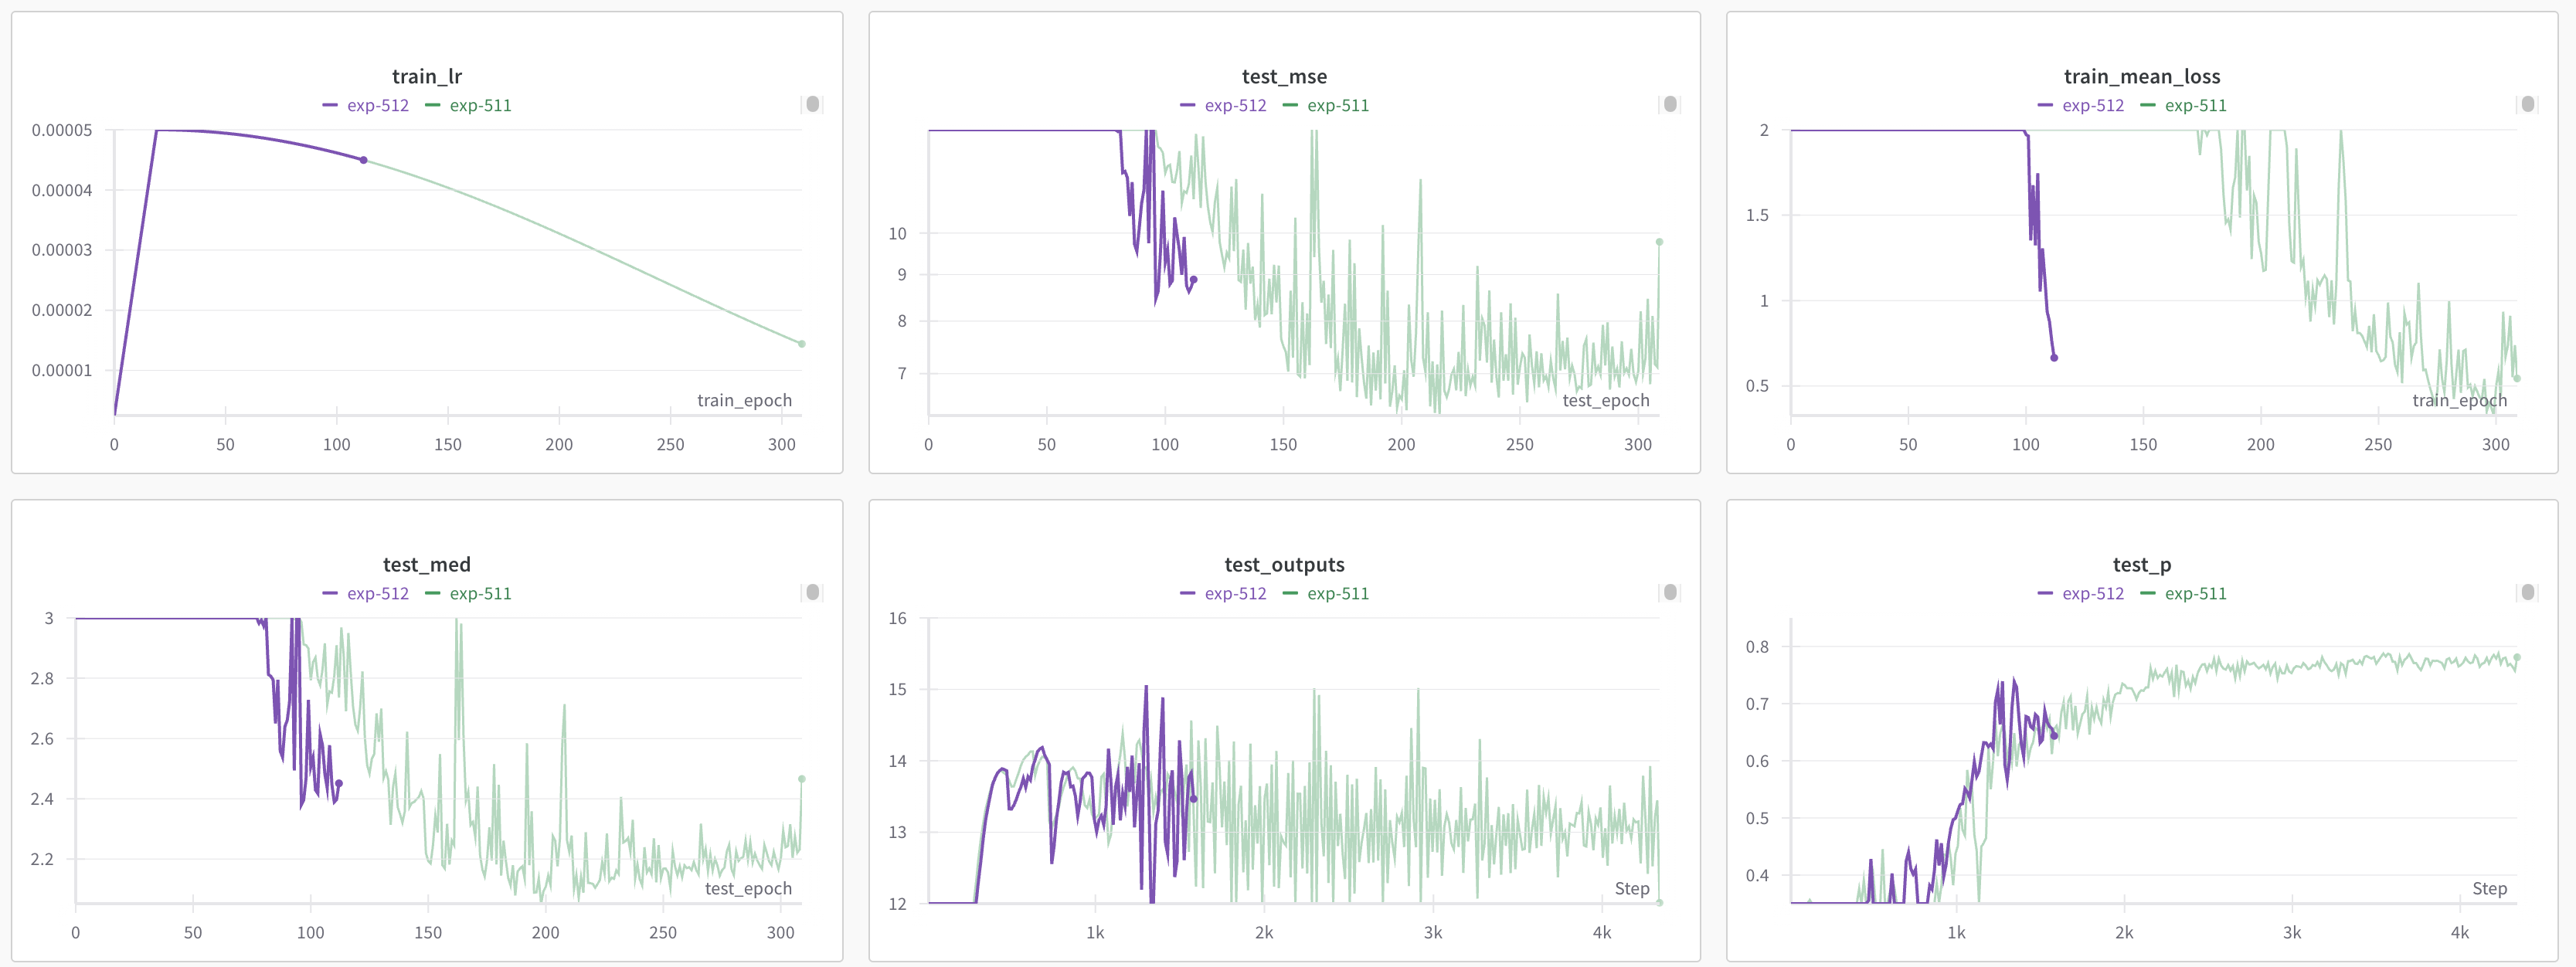 train_lr
exp-512 exp-511
0.00005
0.00004
0.00003
0.00002
0.00001
train_epoch
0 50 100 150 200 250 300
test_mse
exp-512 exp-511
10
9
8
7
test_epoch
0 50 100 150 200 250 300
train_mean_loss
exp-512 exp-511
2
1.5
1
0.5
train_epoch
0 50 100 150 200 250 300
test_med
exp-512 exp-511
3
2.8
2.6
2.4
2.2
test_epoch
0 50 100 150 200 250 300
test_outputs
exp-512 exp-511
16
15
14
13
12
Step
1k 2k 3k 4k
test_p
exp-512 exp-511
0.8
0.7
0.6
0.5
0.4
Step
1k 2k 3k 4k